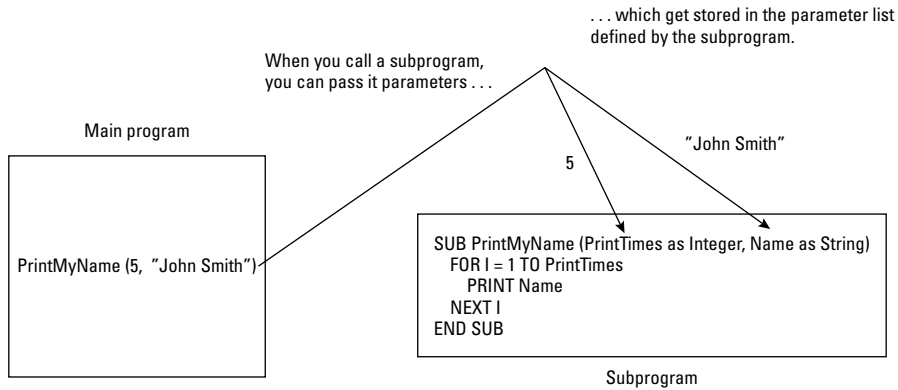 . . . which get stored in the parameter list
defined by the subprogram.
When you call a subprogram,
you can pass it parameters . . .
Main program
"John Smith"
5
PrintMyName (5, "John Smith")
SUB PrintMyName (PrintTimes as Integer, Name as String)
FOR I = 1 TO PrintTimes
PRINT Name
NEXT I
END SUB
Subprogram